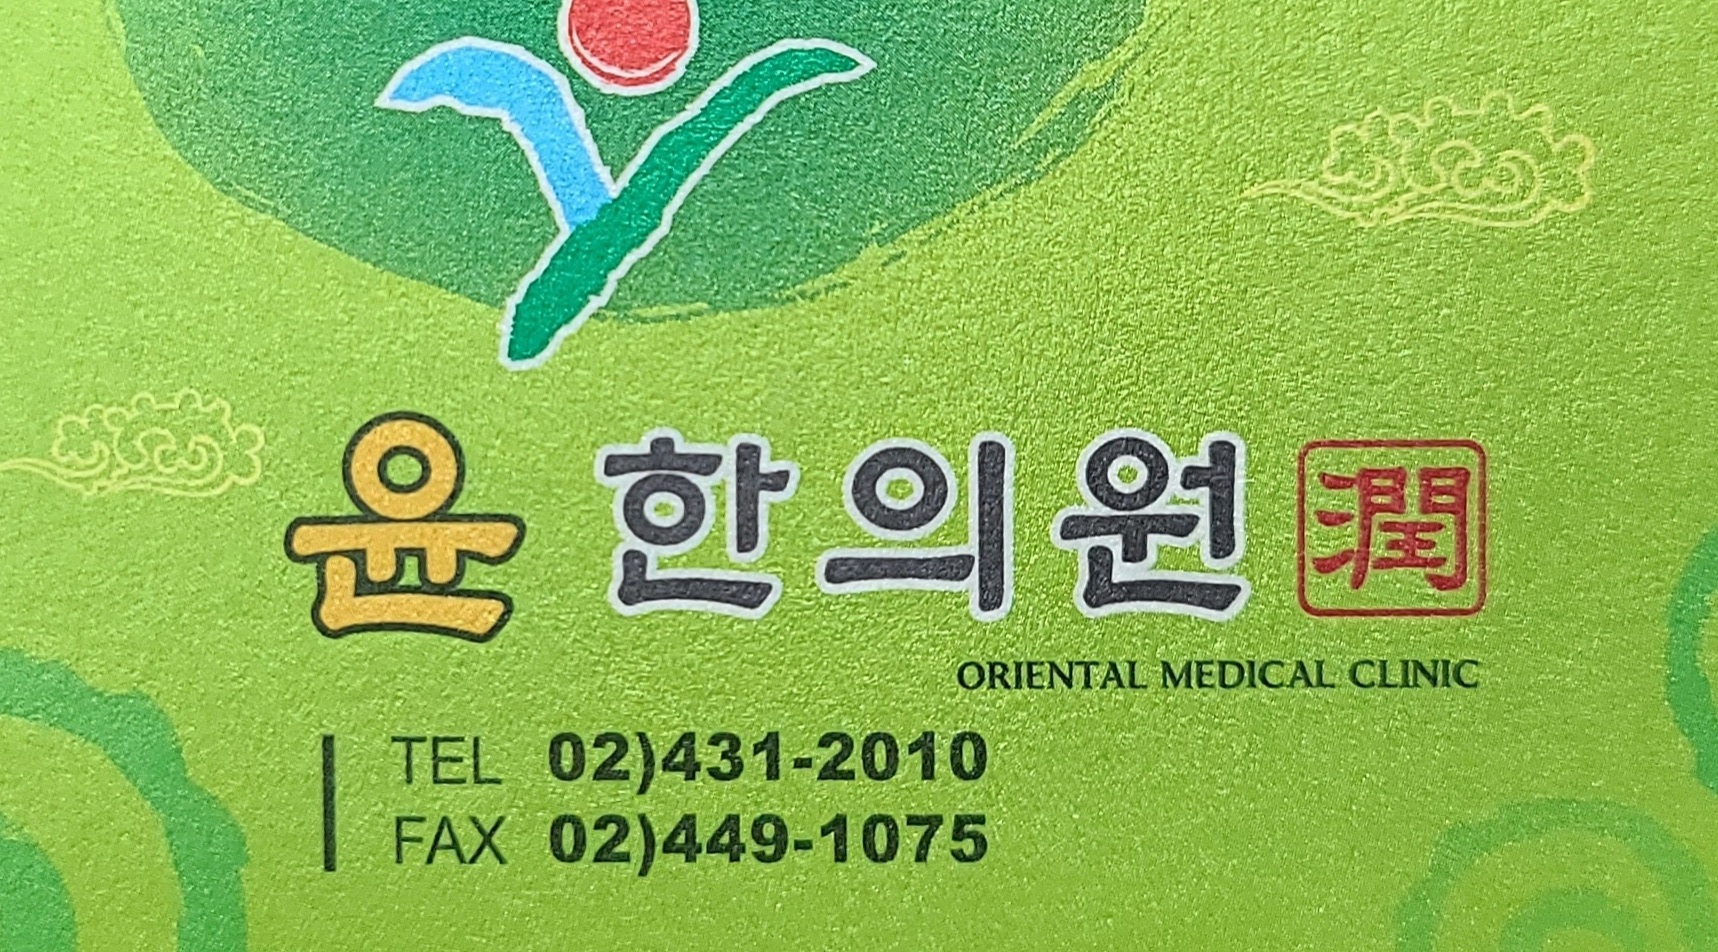 윤 한의원 潤
ORIENTAL MEDICAL CLINIC
TEL 02)431-2010
FAX 02)449-1075